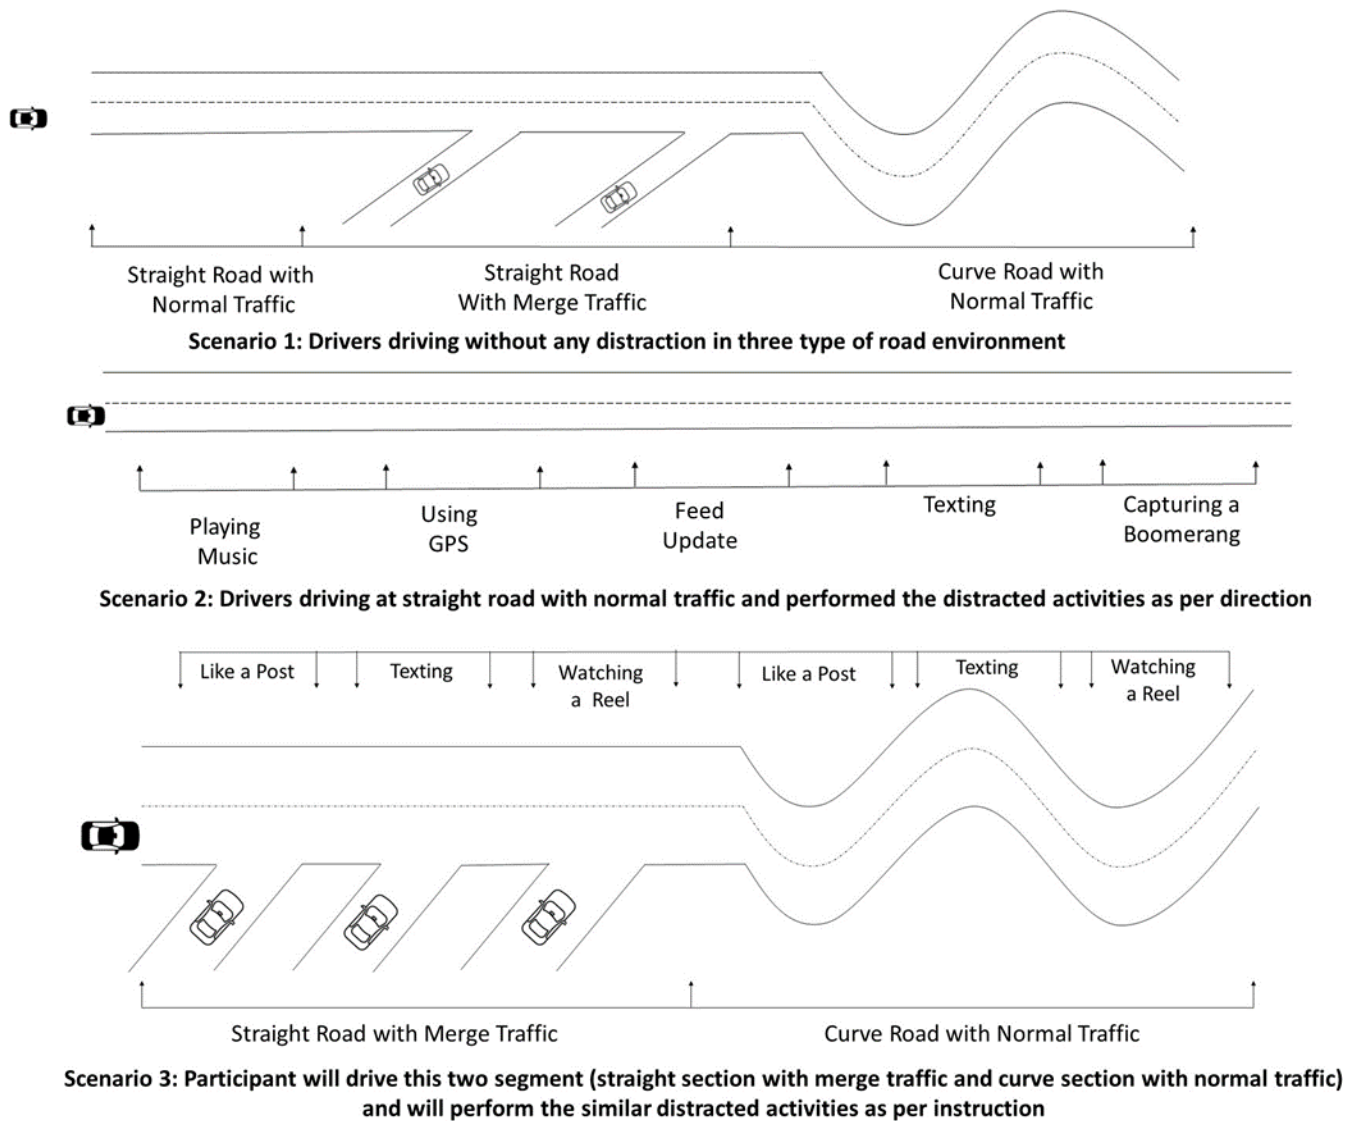 Straight Road with
Normal Traffic
Straight Road
With Merge Traffic
Curve Road with
Normal Traffic
Scenario 1: Drivers driving without any distraction in three type of road environment
Playing
Music
Using
GPS
Feed
Update
Texting
Capturing a
Boomerang
Scenario 2: Drivers driving at straight road with normal traffic and performed the distracted activities as per direction
Like a Post
Texting
Watching
a Reel
Like a Post
Texting
Watching
a Reel
Straight Road with Merge Traffic
Curve Road with Normal Traffic
Scenario 3: Participant will drive this two segment (straight section with merge traffic and curve section with normal traffic)
and will perform the similar distracted activities as per instruction